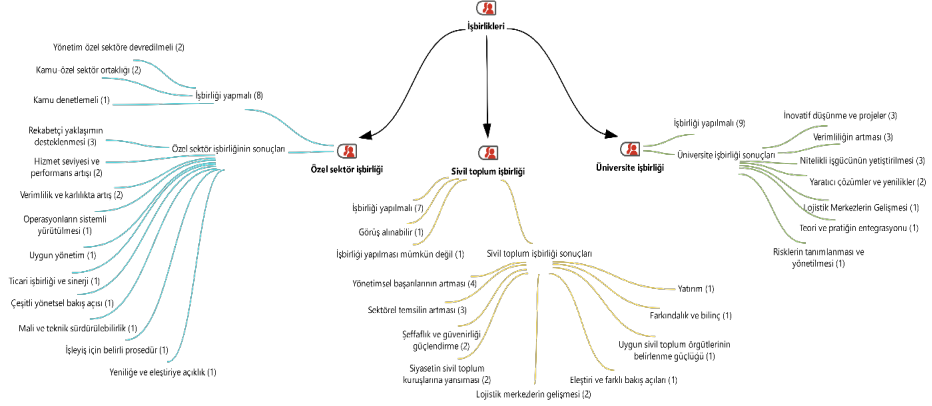 İşbirlikleri
Yönetim özel sektöre devredilmeli (2)
Kamu özel sektör ortaklığı (2)
İşbirliği yapmalı (8)
Kamu denetlemeli (1)
Rekabetçi yaklaşımın
desteklenmesi (3)
Özel sektör işbirliğinin sonuçları
Hizmet seviyesi ve
performans artışı (2)
Verimlilik ve karlılıkta artış (2)
Operasyonların sistemli
yürütülmesi (1)
Uygun yönetim (1)
Ticari işbirliği ve sinerji (1)
Çeşitli yönetsel bakış açısı (1)
Mali ve teknik sürdürülebilirlik (1)
İşleyiş için belirli prosedür (1)
Yeniliğe ve eleştiriye açıklık (1)
Özel sektör işbirliği
Sivil toplum işbirliği
İşbirliği yapılmalı (7)
Görüş alınabilir (1)
İşbirliği yapılması mümkün değil (1)
Sivil toplum işbirliği sonuçları
Yönetimsel başarılarının artması (4)
Sektörel temsilin artması (3)
Şeffaflık ve güvenirliği
güçlendirme (2)
Siyasetin sivil toplum
kuruşlarına yansıması (2)
Lojistik merkezlerin gelişmesi (2)
Eleştiri ve farklı bakış açıları (1)
Uygun sivil toplum örgütlerinin
belirlenme güçlüğü (1)
Farkındalık ve bilinç (1)
Yatırım (1)
Üniversite işbirliği
İşbirliği yapılmalı (9)
Üniversite işbirliği sonuçları
İnovatif düşünme ve projeler (3)
Verimliliğin artması (3)
Nitelikli işgücünün yetiştirilmesi (3)
Yaratıcı çözümler ve yenilikler (2)
Lojistik Merkezlerin Gelişmesi (1)
Teori ve pratiğin entegrasyonu (1)
Risklerin tanımlanması ve
yönetilmesi (1)